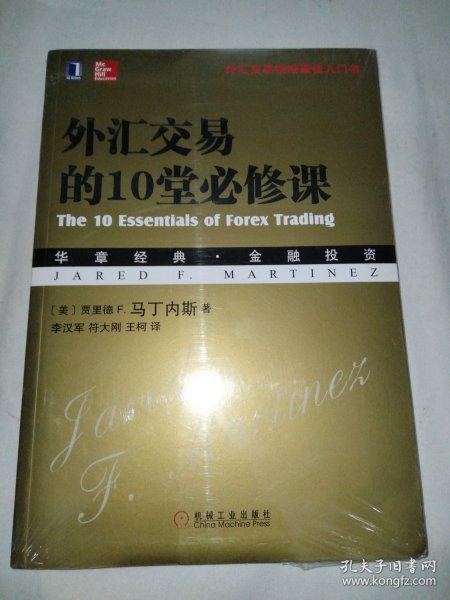 Mc
Graw
Hill
Education
外汇交易
的10堂必修课
The 10 Essentials of Forex Trading
华章经典·金融投资
JARED F. MARTINEZ
[美] 贾里德 F. 马丁内斯 著
李汉军 符大刚 王柯 译
Jared
F. Martinez
机械工业出版社
China Machine Press
孔夫子旧书网
www.kongfz.com